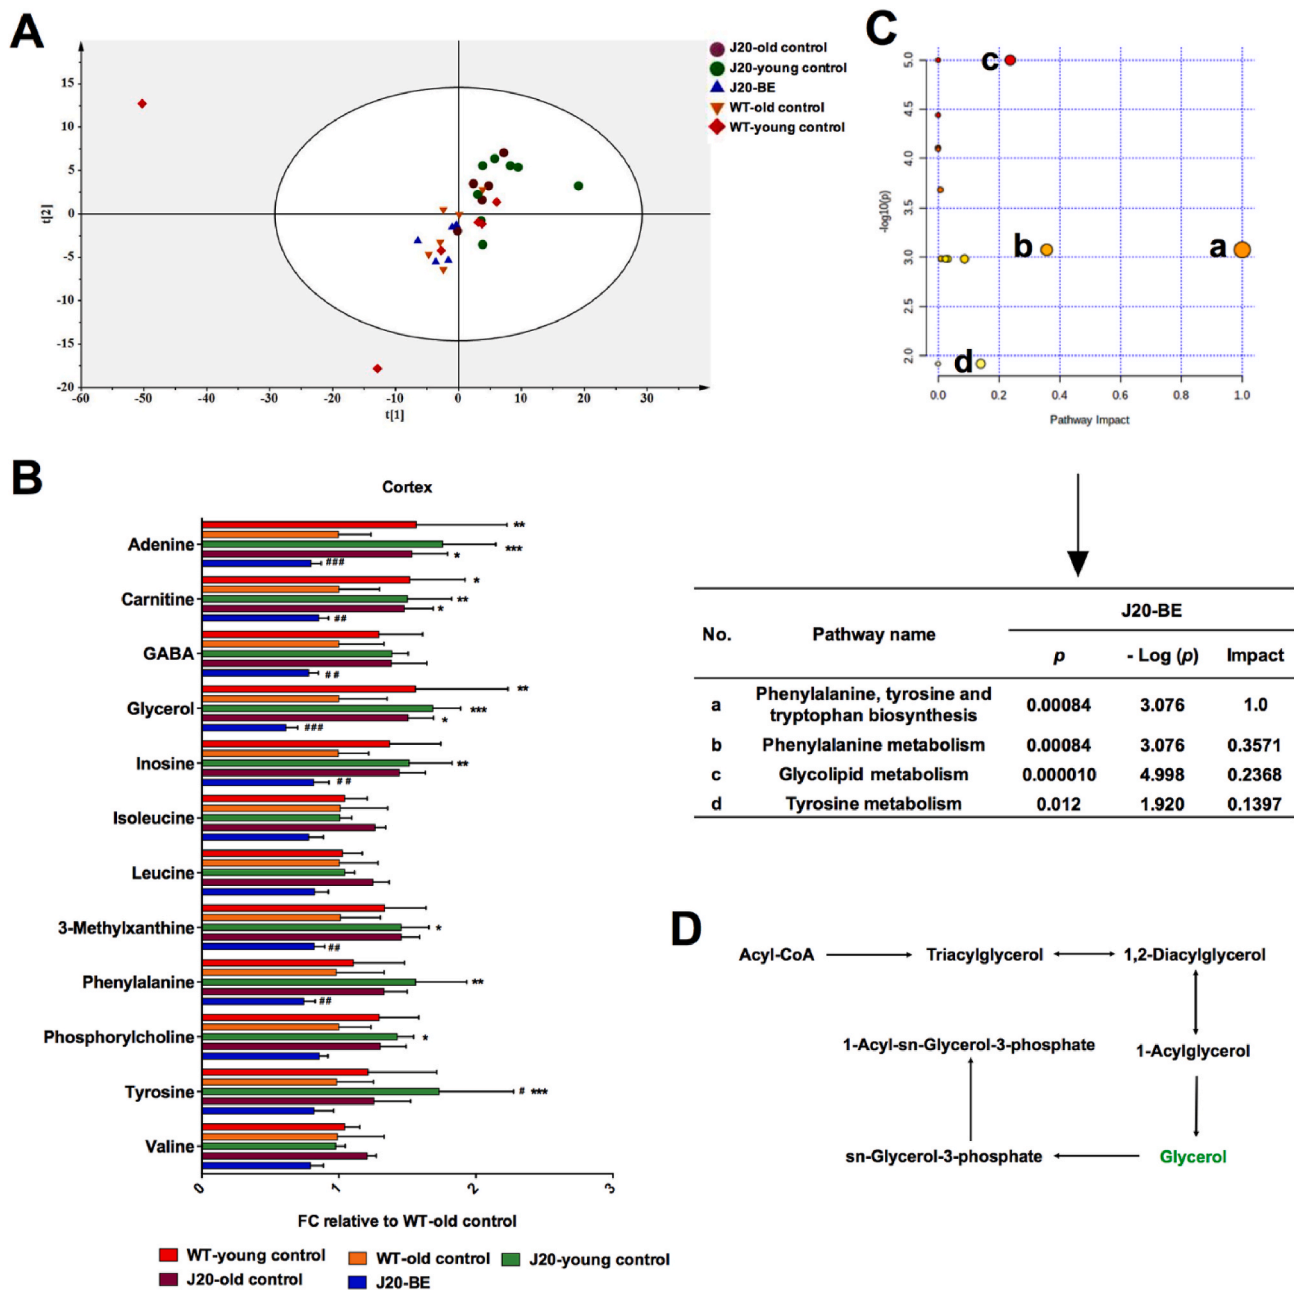 A
J20-old control
J20-young control
J20-BE
WT-old control
WT-young control
15
10
5
0
-5
-10
-15
-20
t[2]
-60 -50 -40 -30 -20 -10 0 10 20 30
t[1]
C
5.0
4.5
4.0
3.5
3.0
2.5
2.0
-log10(p)
c
b
a
d
0.0 0.2 0.4 0.6 0.8 1.0
Pathway Impact
B
Cortex
Adenine
**
***
*
###
Carnitine
*
**
*
##
GABA
##
Glycerol
**
***
*
###
Inosine
**
##
Isoleucine
Leucine
3-Methylxanthine
*
##
Phenylalanine
**
##
Phosphorylcholine
*
Tyrosine
# ***
Valine
0 1 2 3
FC relative to WT-old control
WT-young control WT-old control J20-young control
J20-old control J20-BE
J20-BE
No. Pathway name
p - Log (p) Impact
a Phenylalanine, tyrosine and tryptophan biosynthesis 0.00084 3.076 1.0
b Phenylalanine metabolism 0.00084 3.076 0.3571
c Glycolipid metabolism 0.000010 4.998 0.2368
d Tyrosine metabolism 0.012 1.920 0.1397
D
Acyl-CoA Triacylglycerol 1,2-Diacylglycerol
1-Acyl-sn-Glycerol-3-phosphate 1-Acylglycerol
sn-Glycerol-3-phosphate Glycerol